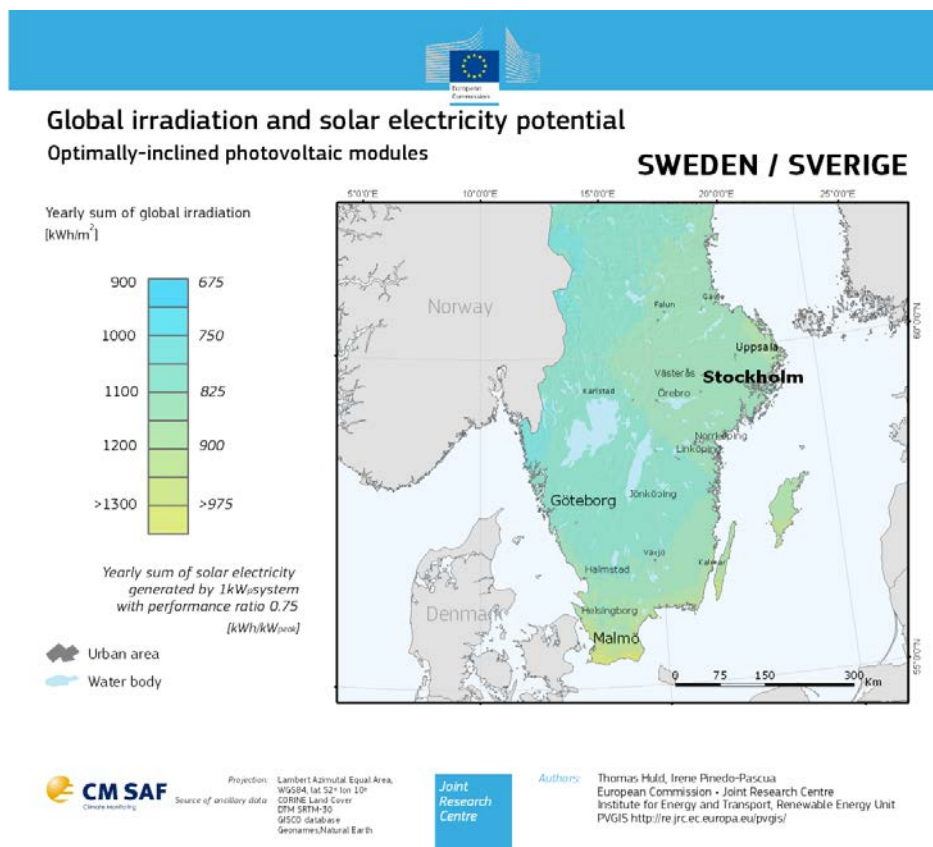 European
Commission
Global irradiation and solar electricity potential
Optimally-inclined photovoltaic modules
SWEDEN / SVERIGE
Yearly sum of global irradiation
[kWh/m²]
900 675
1000 750
1100 825
1200 900
>1300 >975
Yearly sum of solar electricity
generated by 1kWp system
with performance ratio 0.75
[kWh/kWpeak]
Urban area
Water body
5°0'0"E 10°0'0"E 15°0'0"E 20°0'0"E 25°0'0"E
Norway
Falun
Gävle
60°0'0"N
Uppsala
Västerås
Stockholm
Karlstad
Örebro
Norrköping
Linköping
Göteborg
Jönköping
Växjö
Kalmar
Halmstad
Denmark
Helsingborg
Malmö
55°0'0"N
0 75 150 300
Km
CM SAF
Climate Monitoring
Projection: Lambert Azimutal Equal Area,
WGS84, lat 52° lon 10°
Source of ancillary data: CORINE Land Cover
DTM SRTM-30
GISCO database
Geonames,Natural Earth
Joint
Research
Centre
Authors: Thomas Huld, Irene Pinedo-Pascua
European Commission • Joint Research Centre
Institute for Energy and Transport, Renewable Energy Unit
PVGIS http://re.jrc.ec.europa.eu/pvgis/